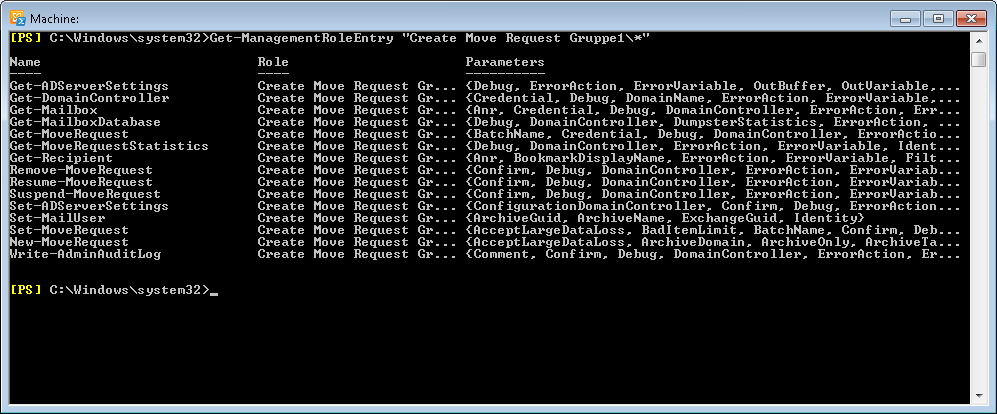 Machine:
[PS] C:\Windows\system32>Get-ManagementRoleEntry "Create Move Request Gruppe1\*"
Name Role Parameters
---- ---- ----------
Get-ADServerSettings Create Move Request Gr... {Debug, ErrorAction, ErrorVariable, OutBuffer, OutVariable,...
Get-DomainController Create Move Request Gr... {Credential, Debug, DomainName, ErrorAction, ErrorVariable,...
Get-Mailbox Create Move Request Gr... {Anr, Credential, Debug, DomainController, ErrorAction, Err...
Get-MailboxDatabase Create Move Request Gr... {Debug, DomainController, DumpsterStatistics, ErrorAction, ...
Get-MoveRequest Create Move Request Gr... {BatchName, Credential, Debug, DomainController, ErrorActio...
Get-MoveRequestStatistics Create Move Request Gr... {Debug, DomainController, ErrorAction, ErrorVariable, Ident...
Get-Recipient Create Move Request Gr... {Anr, BookmarkDisplayName, ErrorAction, ErrorVariable, Filt...
Remove-MoveRequest Create Move Request Gr... {Confirm, Debug, DomainController, ErrorAction, ErrorVariab...
Resume-MoveRequest Create Move Request Gr... {Confirm, Debug, DomainController, ErrorAction, ErrorVariab...
Suspend-MoveRequest Create Move Request Gr... {Confirm, Debug, DomainController, ErrorAction, ErrorVariab...
Set-ADServerSettings Create Move Request Gr... {ConfigurationDomainController, Confirm, Debug, ErrorAction...
Set-MailUser Create Move Request Gr... {ArchiveGuid, ArchiveName, ExchangeGuid, Identity}
Set-MoveRequest Create Move Request Gr... {AcceptLargeDataLoss, BadItemLimit, BatchName, Confirm, Deb...
New-MoveRequest Create Move Request Gr... {AcceptLargeDataLoss, ArchiveDomain, ArchiveOnly, ArchiveTa...
Write-AdminAuditLog Create Move Request Gr... {Comment, Confirm, Debug, DomainController, ErrorAction, Er...
[PS] C:\Windows\system32>_